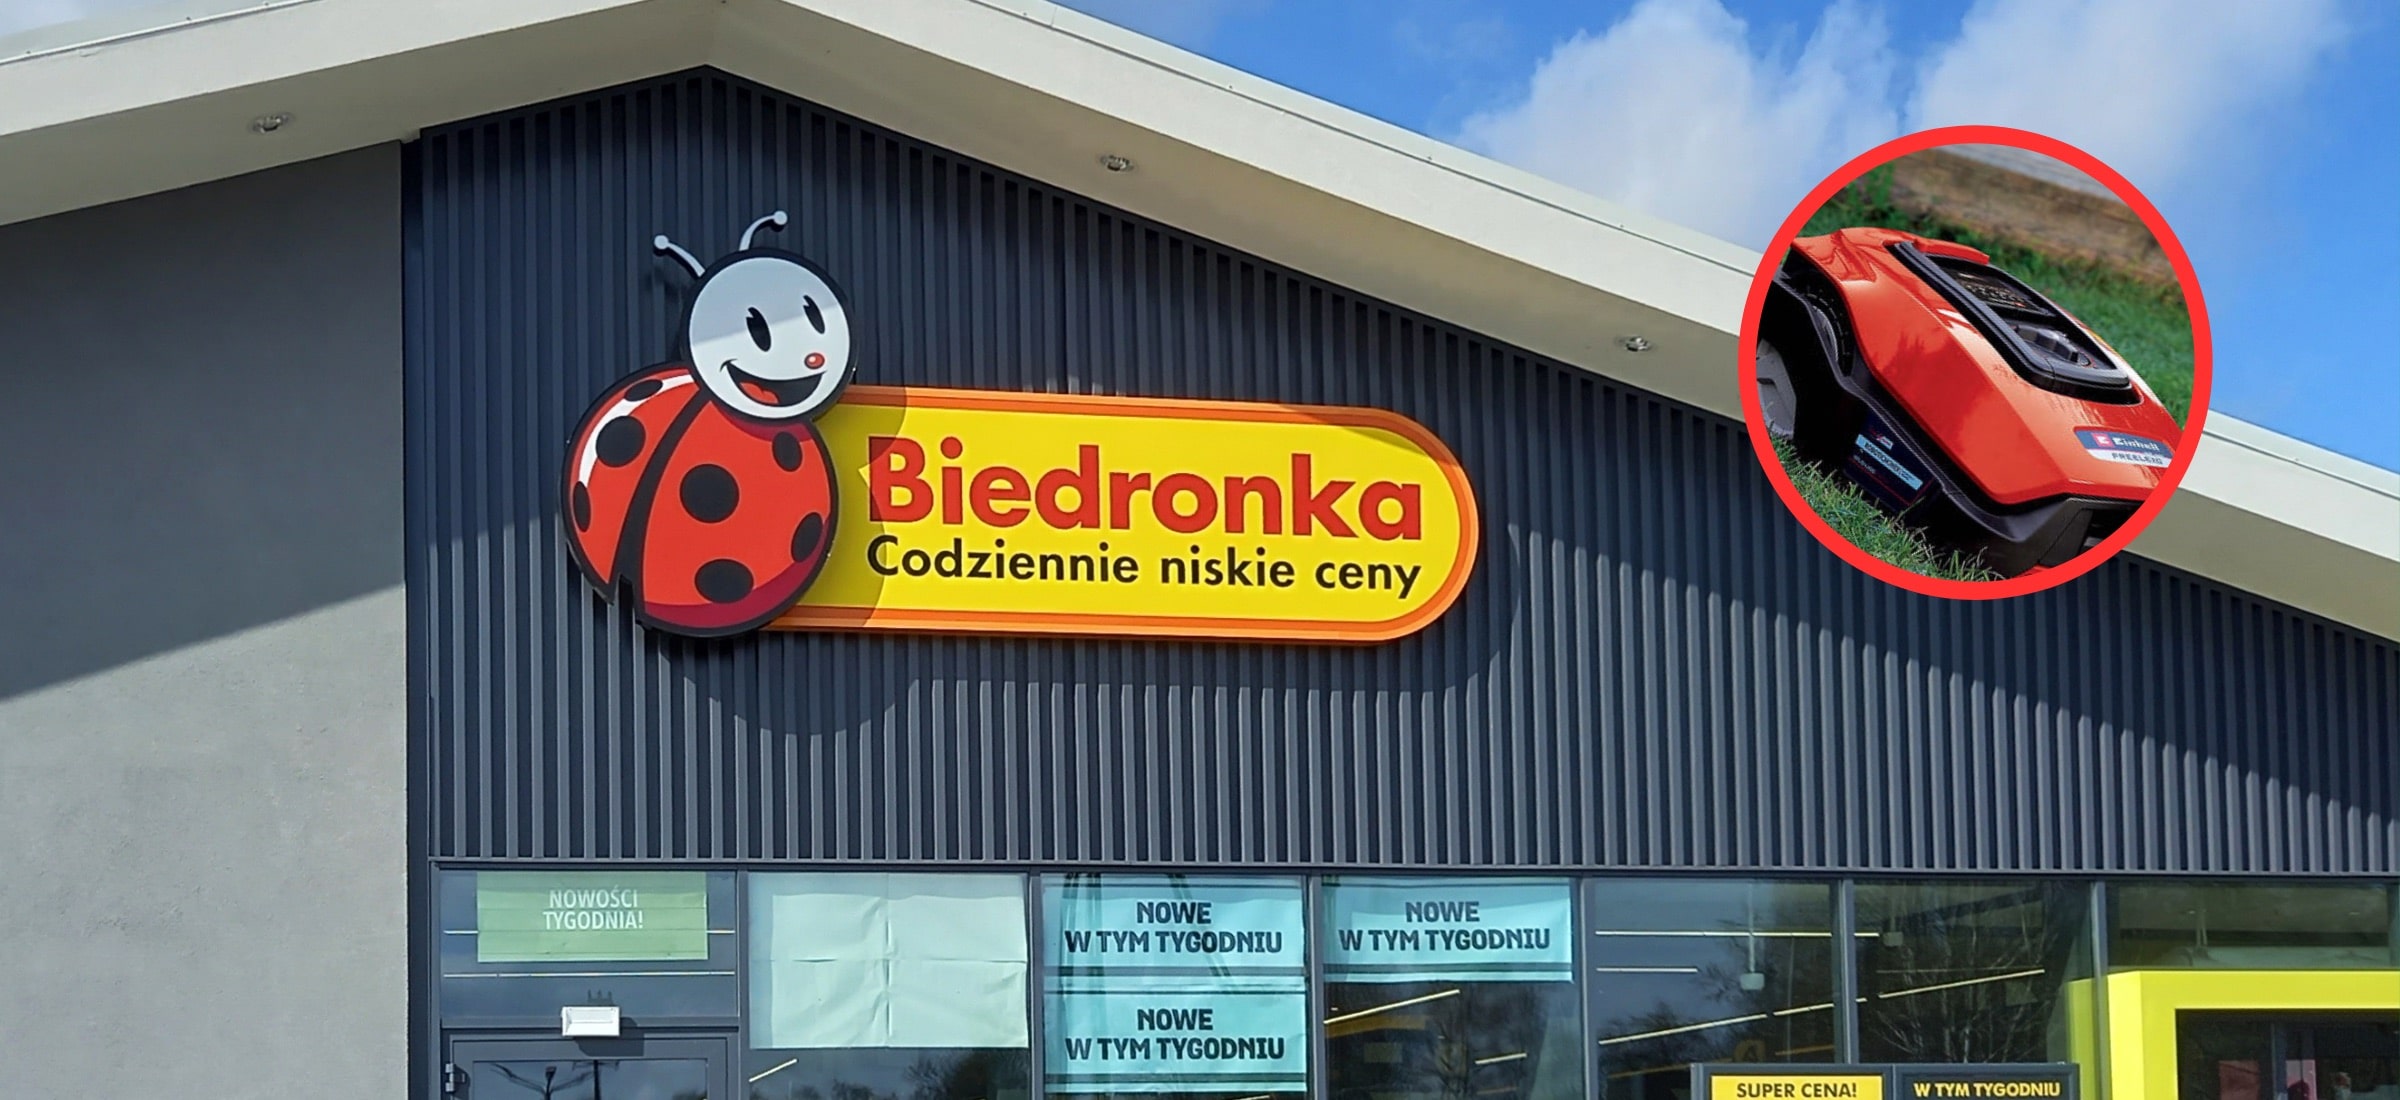 Biedronka
Codziennie niskie ceny
Einhell
FREELEXO
NOWOŚCI
TYGODNIA!
NOWE
W TYM TYGODNIU
NOWE
W TYM TYGODNIU
NOWE
W TYM TYGODNIU
SUPER CENA!
W TYM TYGODNIU